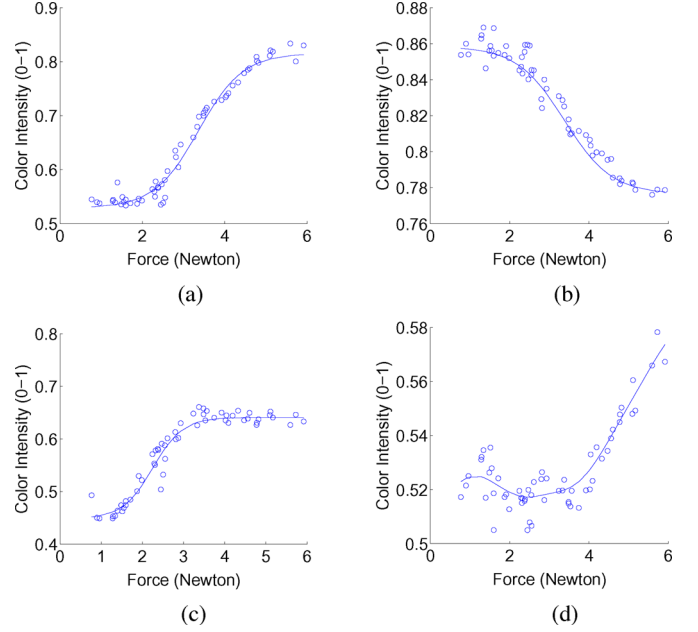 0.9
0.8
0.7
0.6
0.5
0 2 4 6
Color Intensity (0−1)
Force (Newton)
(a)
0.88
0.86
0.84
0.82
0.8
0.78
0.76
0 2 4 6
Color Intensity (0−1)
Force (Newton)
(b)
0.8
0.7
0.6
0.5
0.4
0 1 2 3 4 5 6
Color Intensity (0−1)
Force (Newton)
(c)
0.58
0.56
0.54
0.52
0.5
0 2 4 6
Color Intensity (0−1)
Force (Newton)
(d)